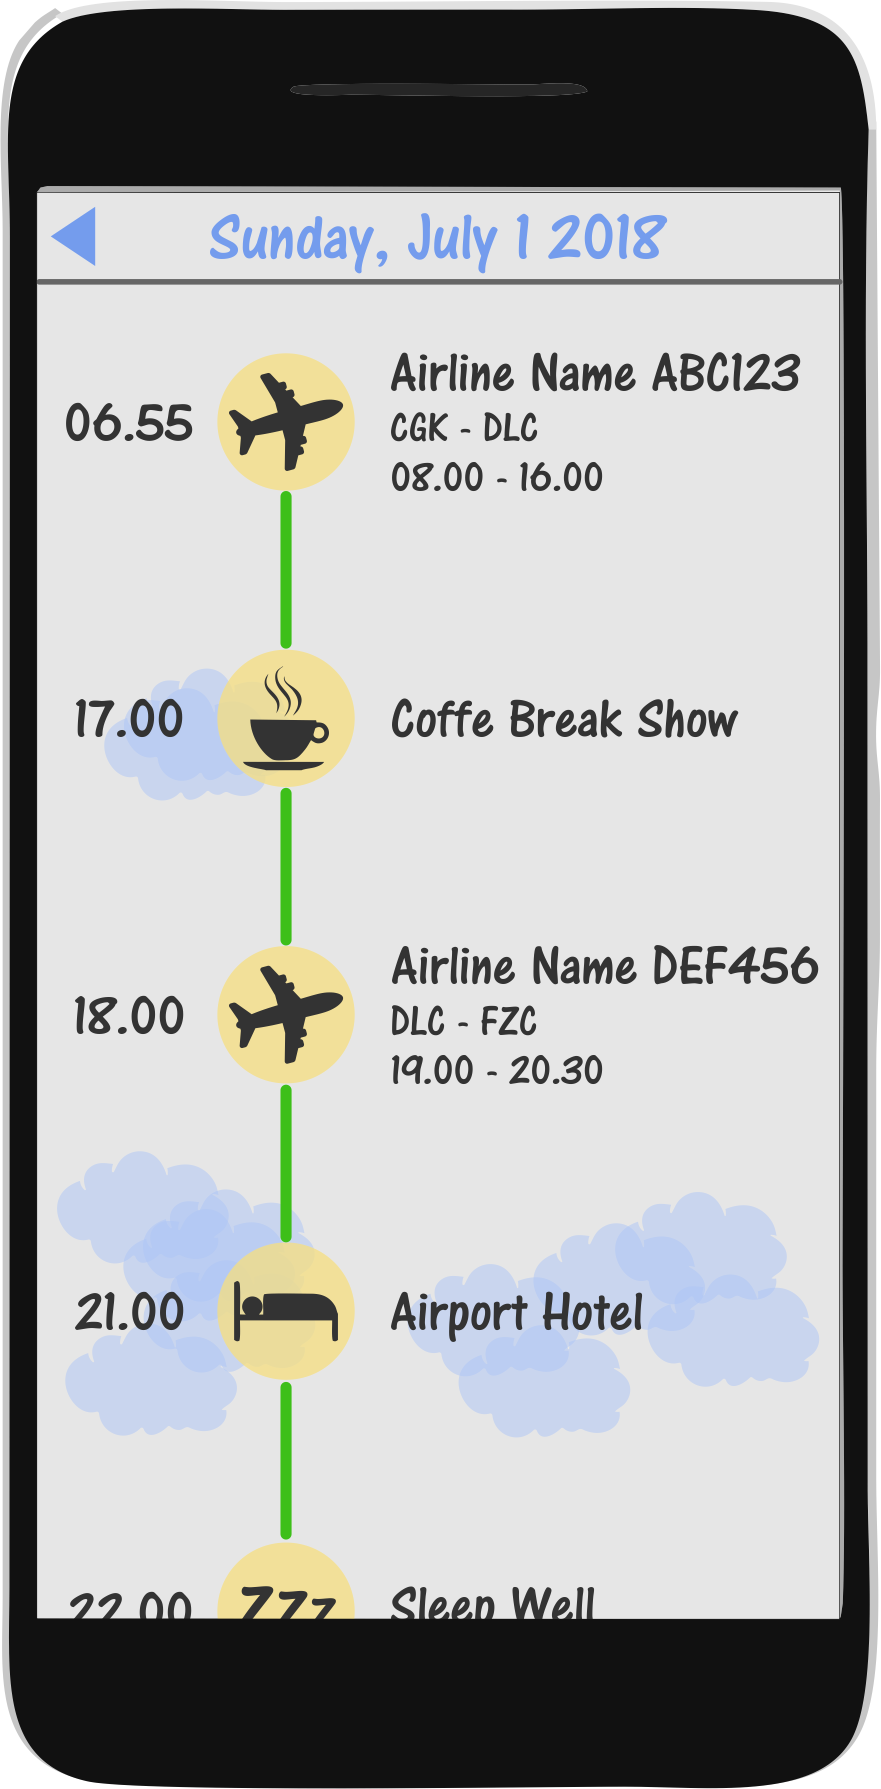 Sunday, July 1 2018
06.55
Airline Name ABC123
CGK - DLC
08.00 - 16.00
17.00
Coffe Break Show
18.00
Airline Name DEF456
DLC - FZC
19.00 - 20.30
21.00
Airport Hotel
22.00
ZZz
Sleep Well